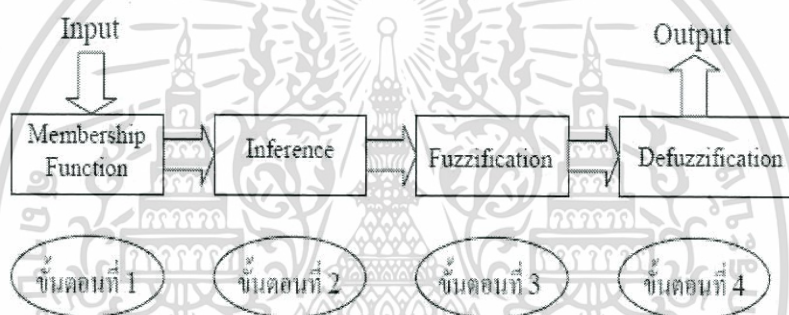 Input
Output
Membership
Function
Inference
Fuzzification
Defuzzification
ขั้นตอนที่ 1
ขั้นตอนที่ 2
ขั้นตอนที่ 3
ขั้นตอนที่ 4